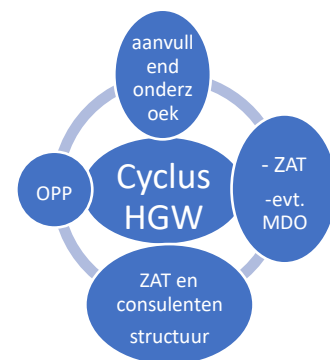 aanvull
end
onderz
oek
- ZAT
-evt.
MDO
ZAT en
consulenten
structuur
OPP
Cyclus
HGW